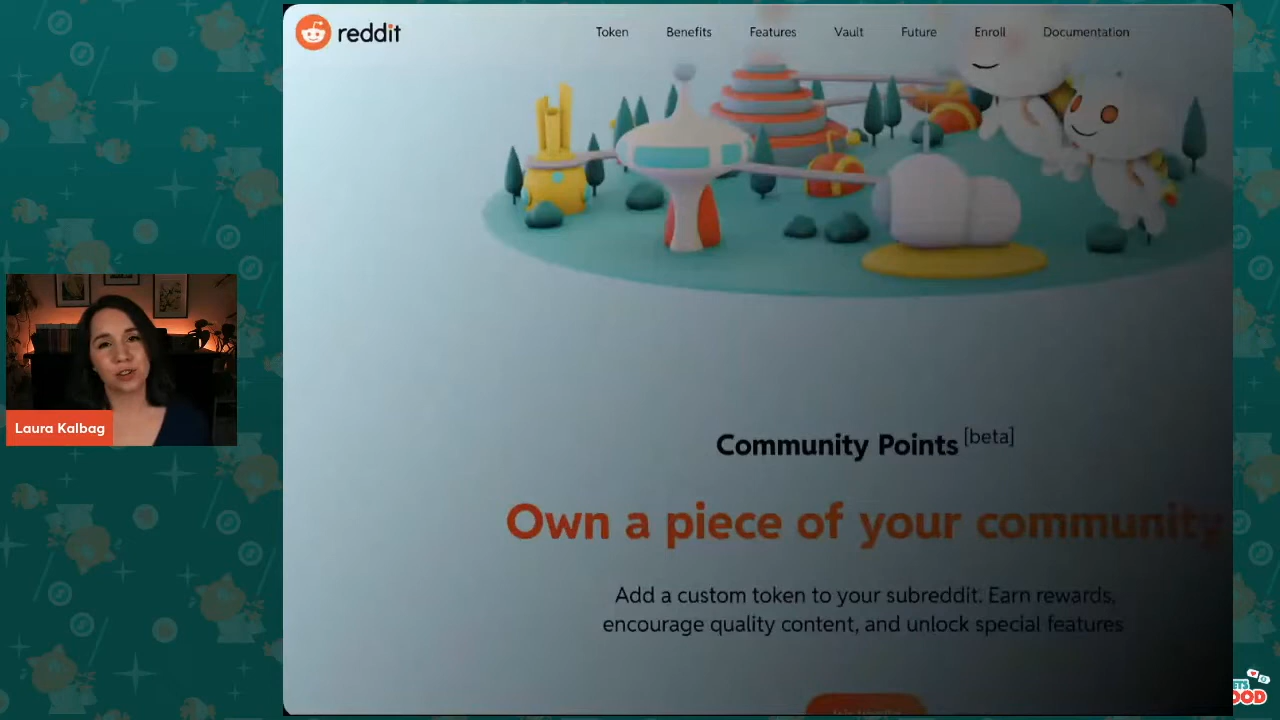 reddit
Token Benefits Features Vault Future Enroll Documentation
Laura Kalbag
Community Points [beta]
Own a piece of your community
Add a custom token to your subreddit. Earn rewards,
encourage quality content, and unlock special features